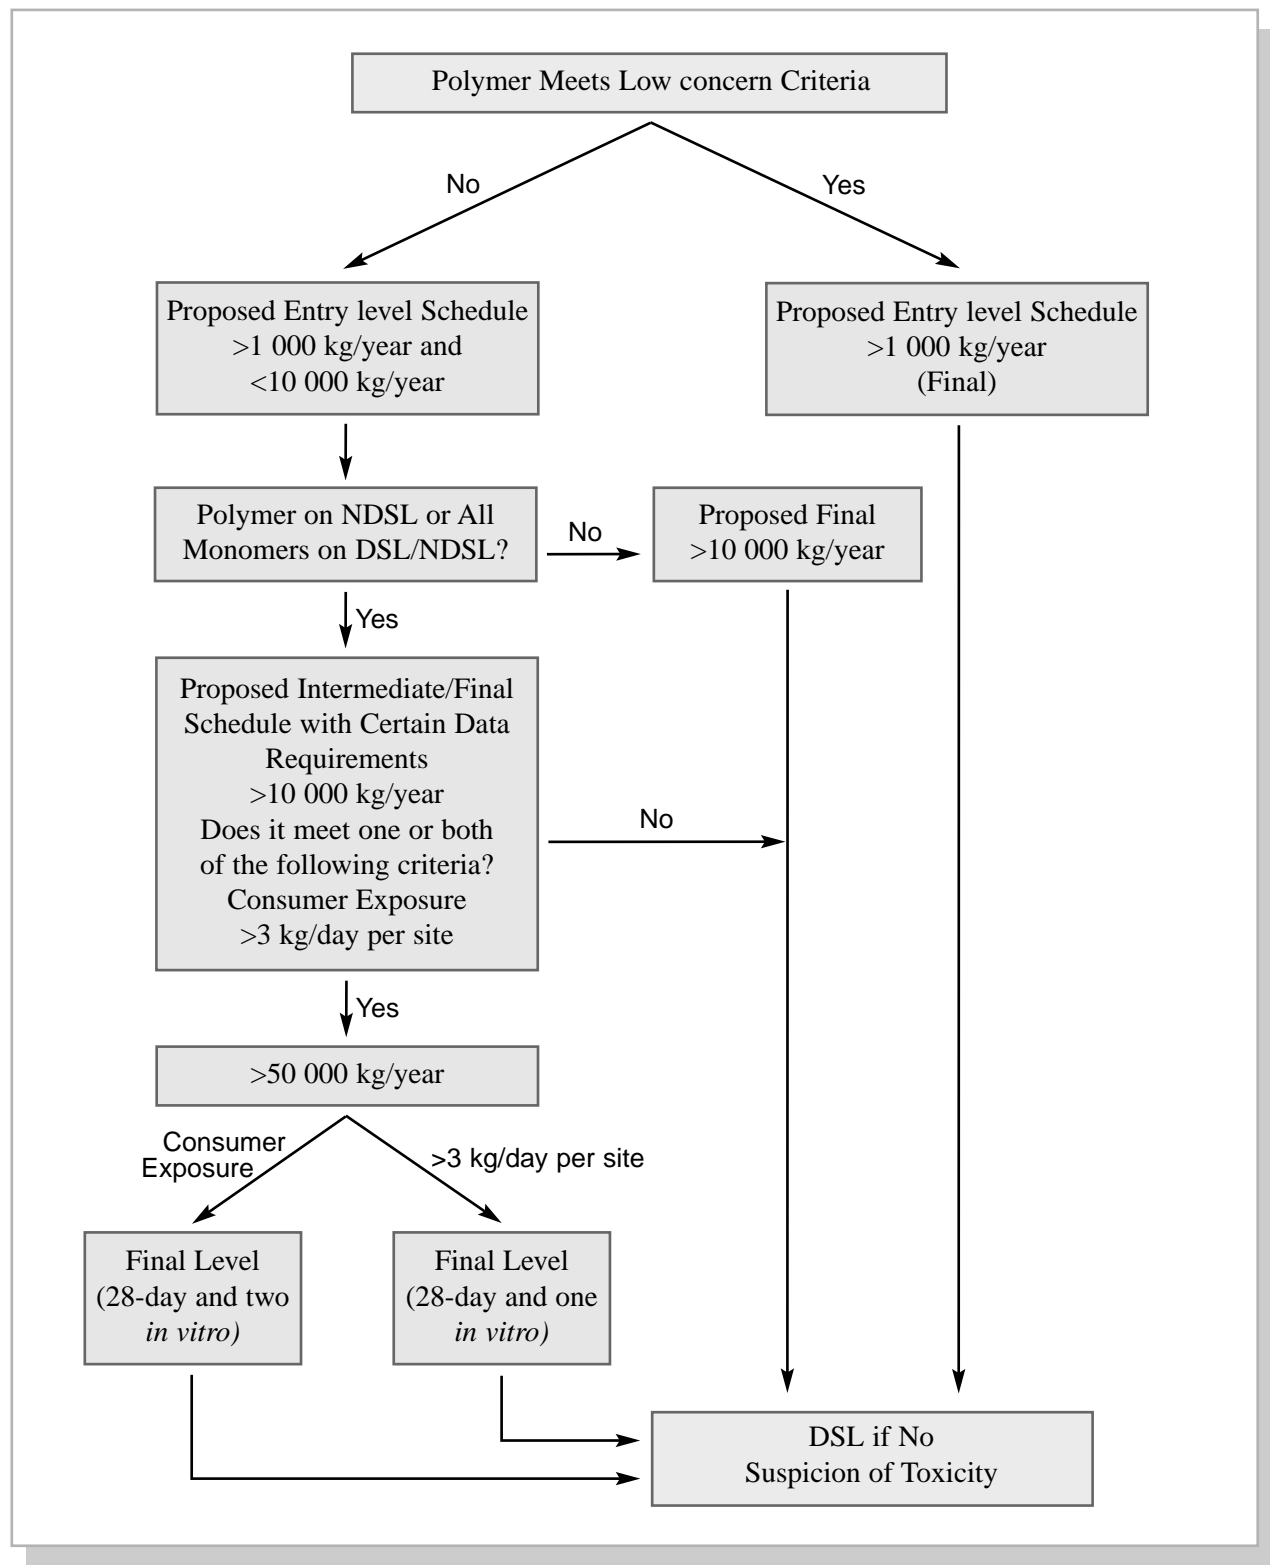 Polymer Meets Low concern Criteria
No
Yes
Proposed Entry level Schedule
>1 000 kg/year and
<10 000 kg/year
Proposed Entry level Schedule
>1 000 kg/year
(Final)
Polymer on NDSL or All
Monomers on DSL/NDSL?
No
Proposed Final
>10 000 kg/year
Yes
Proposed Intermediate/Final
Schedule with Certain Data
Requirements
>10 000 kg/year
Does it meet one or both
of the following criteria?
Consumer Exposure
>3 kg/day per site
No
Yes
>50 000 kg/year
Consumer
Exposure
>3 kg/day per site
Final Level
(28-day and two
in vitro)
Final Level
(28-day and one
in vitro)
DSL if No
Suspicion of Toxicity